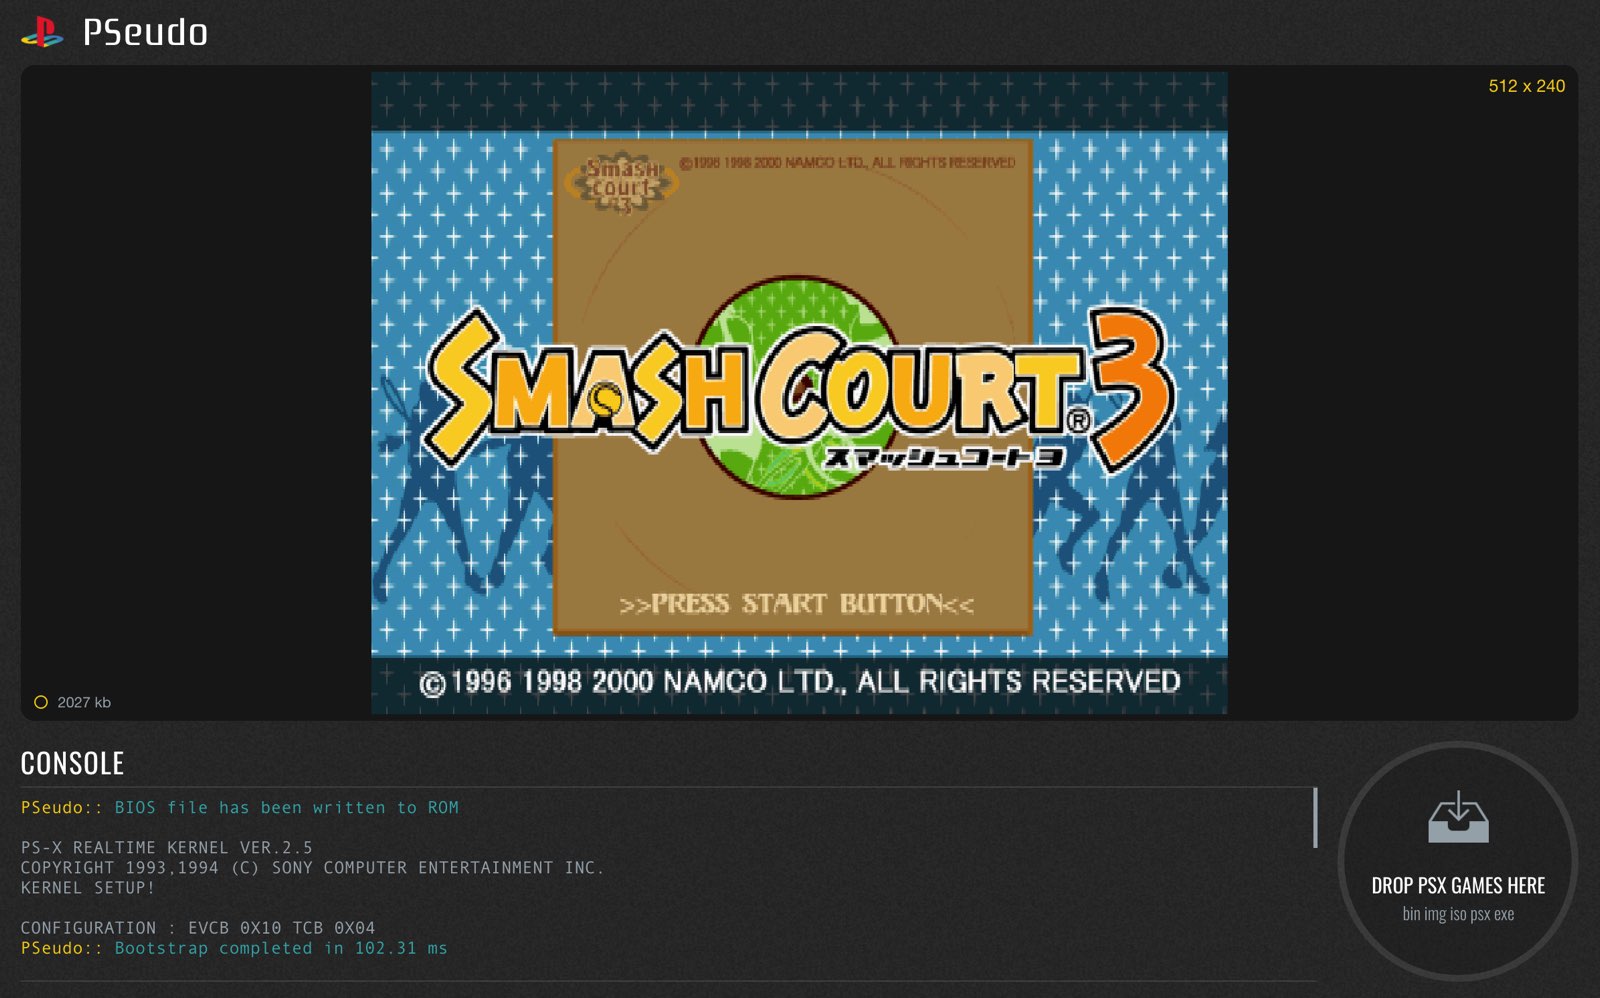 PSeudo
512 x 240
Smash
Court
3
©1996 1998 2000 NAMCO LTD., ALL RIGHTS RESERVED
SMASH COURT® 3
スマッシュコート3
>>PRESS START BUTTON<<
©1996 1998 2000 NAMCO LTD., ALL RIGHTS RESERVED
2027 kb
CONSOLE
PSeudo:: BIOS file has been written to ROM
PS-X REALTIME KERNEL VER.2.5
COPYRIGHT 1993,1994 (C) SONY COMPUTER ENTERTAINMENT INC.
KERNEL SETUP!
CONFIGURATION : EVCB 0X10 TCB 0X04
PSeudo:: Bootstrap completed in 102.31 ms
DROP PSX GAMES HERE
bin img iso psx exe